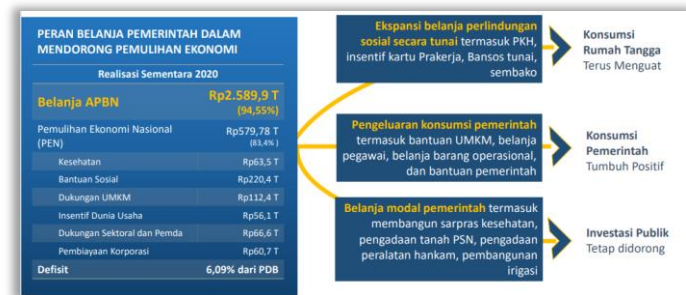 PERAN BELANJA PEMERINTAH DALAM
MENDORONG PEMULIHAN EKONOMI
Realisasi Sementara 2020
Belanja APBN Rp2.589,9 T
(94,55%)
Pemulihan Ekonomi Nasional Rp579,78 T
(PEN) (83,4%)
Kesehatan Rp63,5 T
Bantuan Sosial Rp220,4 T
Dukungan UMKM Rp112,4 T
Insentif Dunia Usaha Rp56,1 T
Dukungan Sektoral dan Pemda Rp66,6 T
Pembiayaan Korporasi Rp60,7 T
Defisit 6,09% dari PDB
Ekspansi belanja perlindungan
sosial secara tunai termasuk PKH,
insentif kartu Prakerja, Bansos tunai,
sembako
Konsumsi
Rumah Tangga
Terus Menguat
Pengeluaran konsumsi pemerintah
termasuk bantuan UMKM, belanja
pegawai, belanja barang operasional,
dan bantuan pemerintah
Konsumsi
Pemerintah
Tumbuh Positif
Belanja modal pemerintah termasuk
membangun sarpras kesehatan,
pengadaan tanah PSN, pengadaan
peralatan hankam, pembangunan
irigasi
Investasi Publik
Tetap didorong